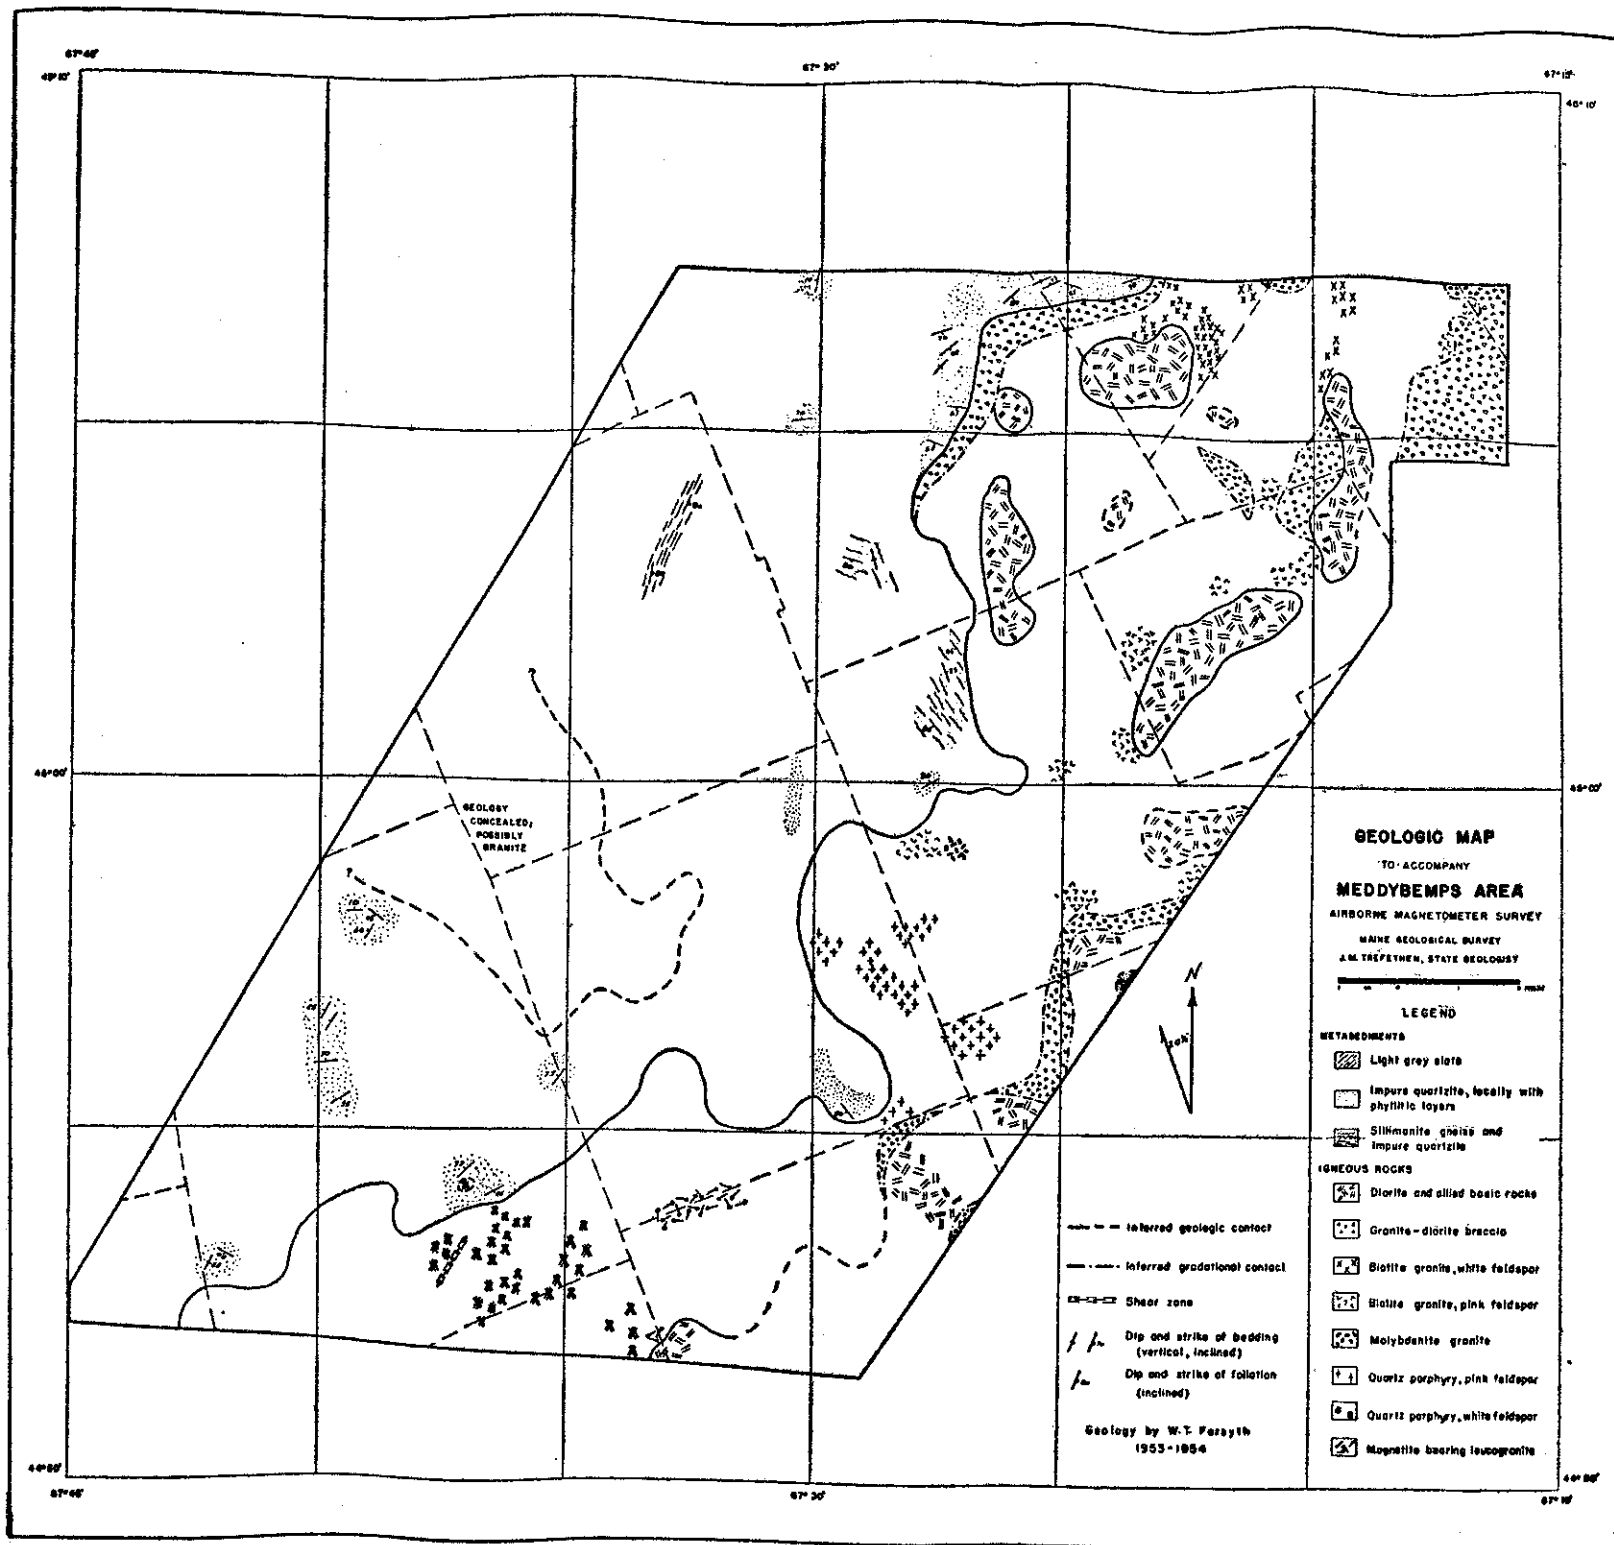 67°30'
GEOLOGY
CONCEALED;
POSSIBLY
GRANITE
45°00'
45°00'
GEOLOGIC MAP
TO ACCOMPANY
MEDDYBEMPS AREA
AIRBORNE MAGNETOMETER SURVEY
MAINE GEOLOGICAL SURVEY
J.M. TREFETHEN, STATE GEOLOGIST
N
LEGEND
METASEDIMENTS
Light grey slate
Impure quartzite, locally with
phyllitic layers
Sillimanite gneiss and
impure quartzite
IGNEOUS ROCKS
Diorite and allied basic rocks
Granite-diorite breccia
Biotite granite, white feldspar
Biotite granite, pink feldspar
Molybdenite granite
Quartz porphyry, pink feldspar
Quartz porphyry, white feldspar
Magnetite bearing leucogranite
Inferred geologic contact
Inferred gradational contact
Shear zone
Dip and strike of bedding
(vertical, inclined)
Dip and strike of foliation
(inclined)
Geology by W.T. Forsyth
1953-1954
67°30'